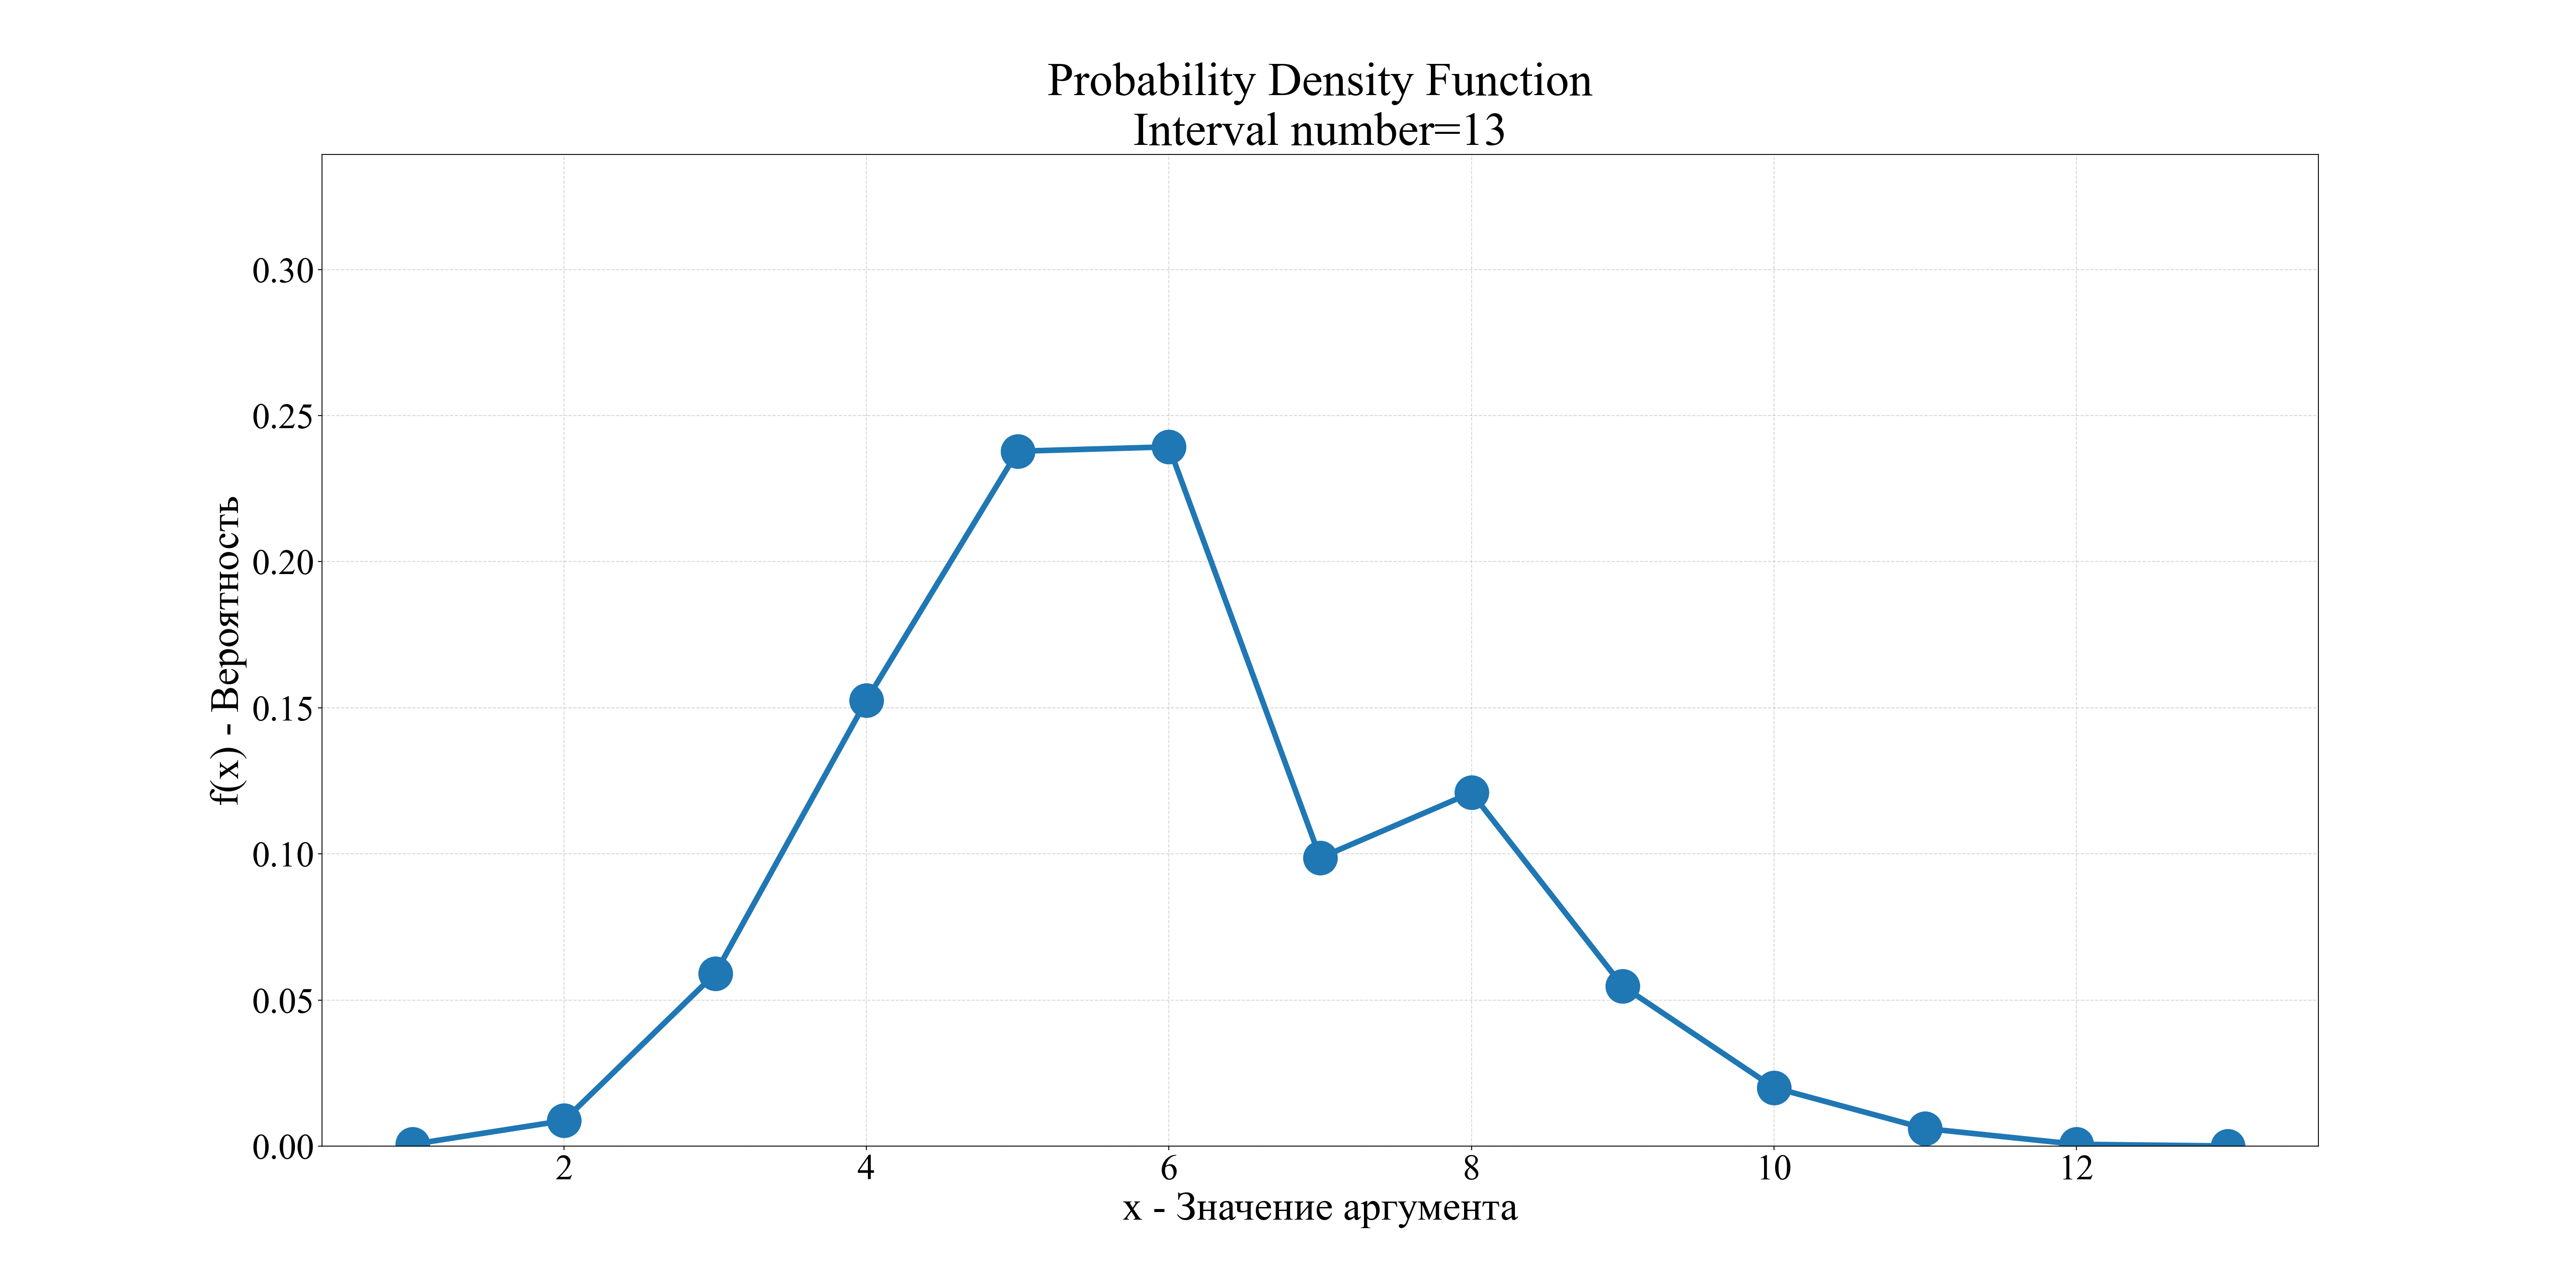 Probability Density Function
Interval number=13
f(x) - Вероятность
0.30
0.25
0.20
0.15
0.10
0.05
0.00
2 4 6 8 10 12
x - Значение аргумента